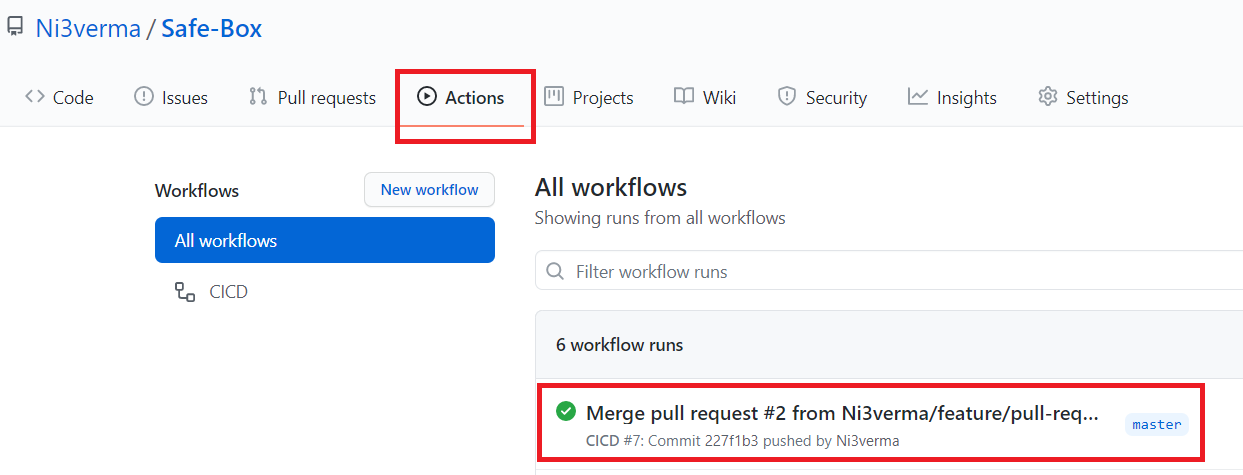 Ni3verma / Safe-Box
Code Issues Pull requests Actions Projects Wiki Security Insights Settings
Workflows
New workflow
All workflows
CICD
All workflows
Showing runs from all workflows
Filter workflow runs
6 workflow runs
Merge pull request #2 from Ni3verma/feature/pull-req...
master
CICD #7: Commit 227f1b3 pushed by Ni3verma